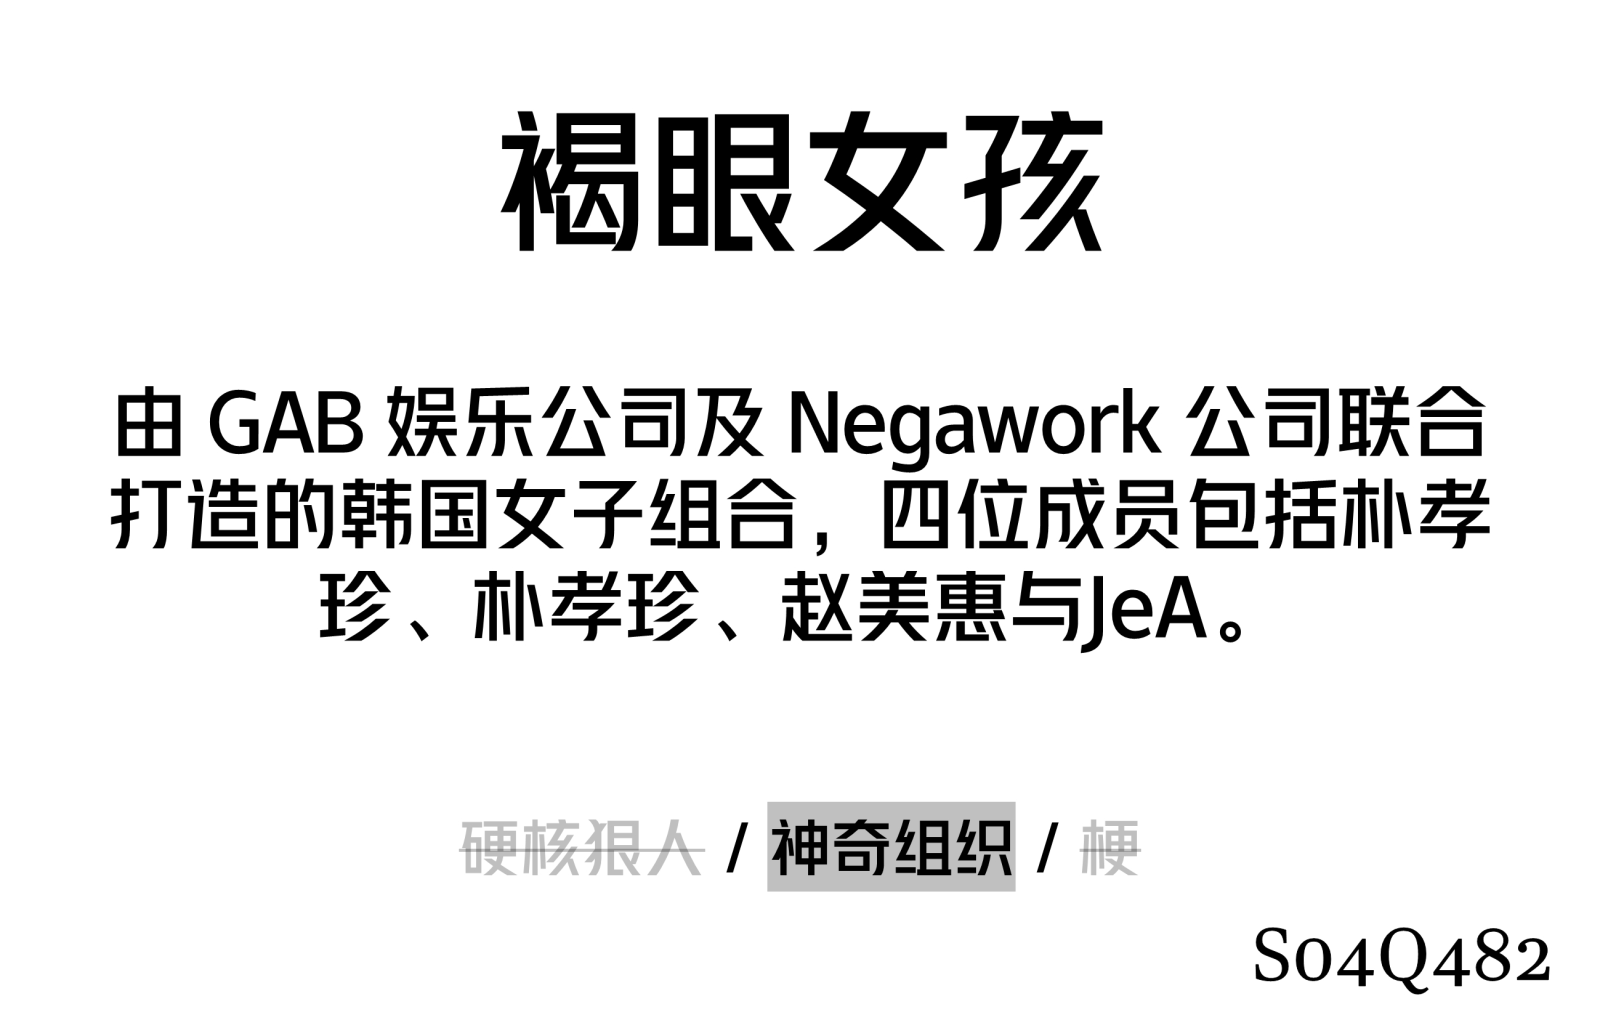 褐眼女孩
由 GAB 娱乐公司及 Negawork 公司联合
打造的韩国女子组合，四位成员包括朴孝
珍、朴孝珍、赵美惠与JeA。
硬核狠人 / 神奇组织 / 梗
S04Q482